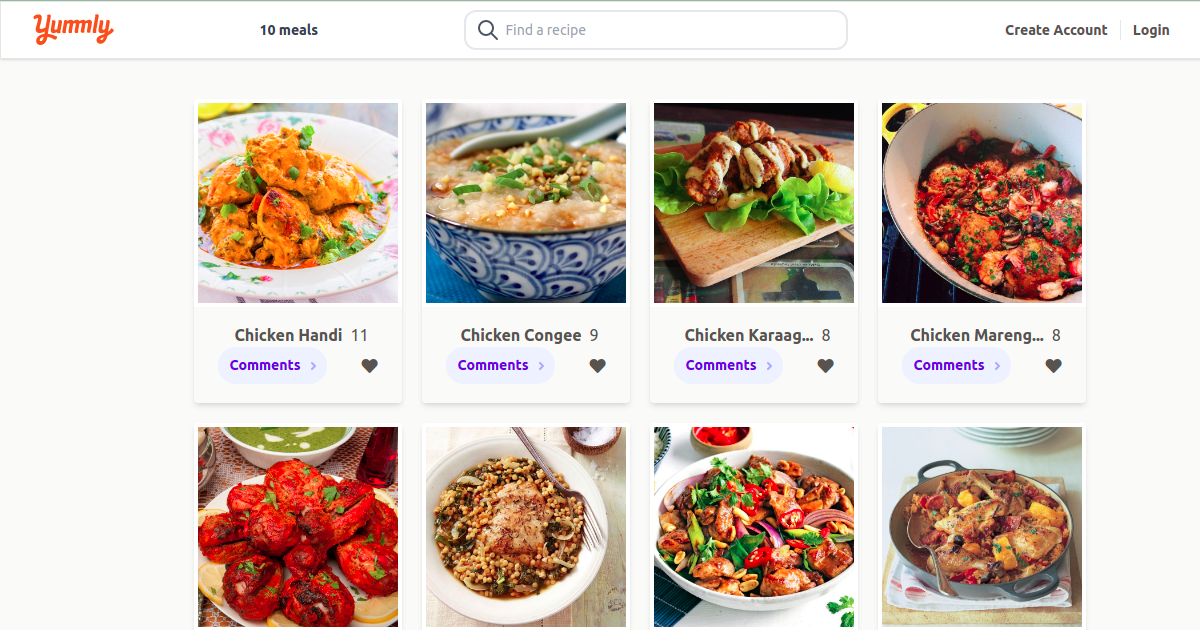 Yummly
10 meals
Find a recipe
Create Account
Login
Chicken Handi 11
Comments
Chicken Congee 9
Comments
Chicken Karaag... 8
Comments
Chicken Mareng... 8
Comments